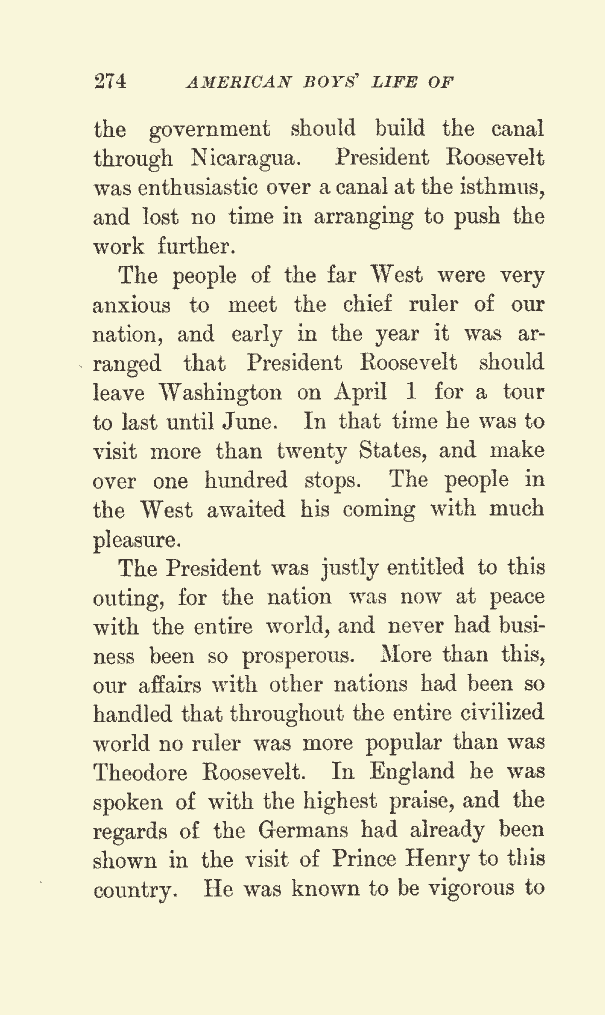 274 AMERICAN BOYS' LIFE OF
the government should build the canal
through Nicaragua. President Roosevelt
was enthusiastic over a canal at the isthmus,
and lost no time in arranging to push the
work further.
The people of the far West were very
anxious to meet the chief ruler of our
nation, and early in the year it was ar-
ranged that President Roosevelt should
leave Washington on April 1 for a tour
to last until June. In that time he was to
visit more than twenty States, and make
over one hundred stops. The people in
the West awaited his coming with much
pleasure.
The President was justly entitled to this
outing, for the nation was now at peace
with the entire world, and never had busi-
ness been so prosperous. More than this,
our affairs with other nations had been so
handled that throughout the entire civilized
world no ruler was more popular than was
Theodore Roosevelt. In England he was
spoken of with the highest praise, and the
regards of the Germans had already been
shown in the visit of Prince Henry to this
country. He was known to be vigorous to